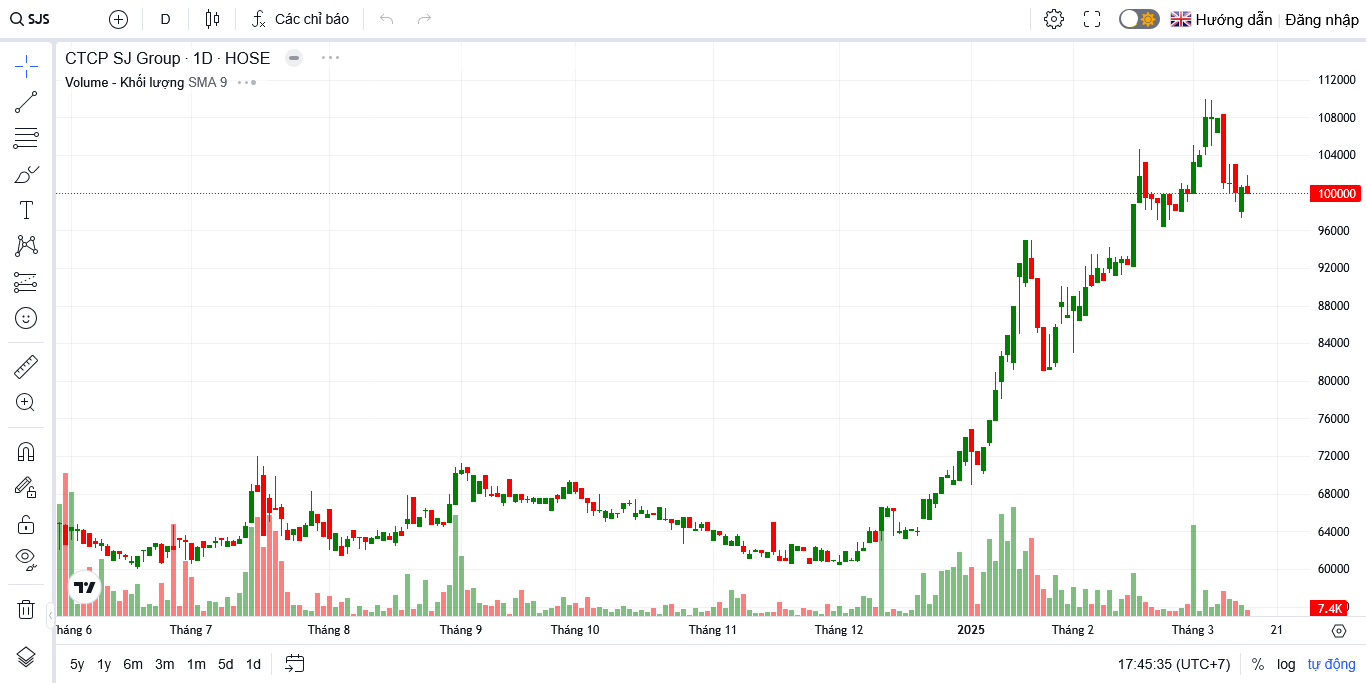 SJS D Các chỉ báo Hướng dẫn Đăng nhập
CTCP SJ Group · 1D · HOSE
Volume - Khối lượng SMA 9
112000
108000
104000
100000
96000
92000
88000
84000
80000
76000
72000
68000
64000
60000
7.4K
háng 6 Tháng 7 Tháng 8 Tháng 9 Tháng 10 Tháng 11 Tháng 12 2025 Tháng 2 Tháng 3 21
5y 1y 6m 3m 1m 5d 1d 17:45:35 (UTC+7) % log tự động